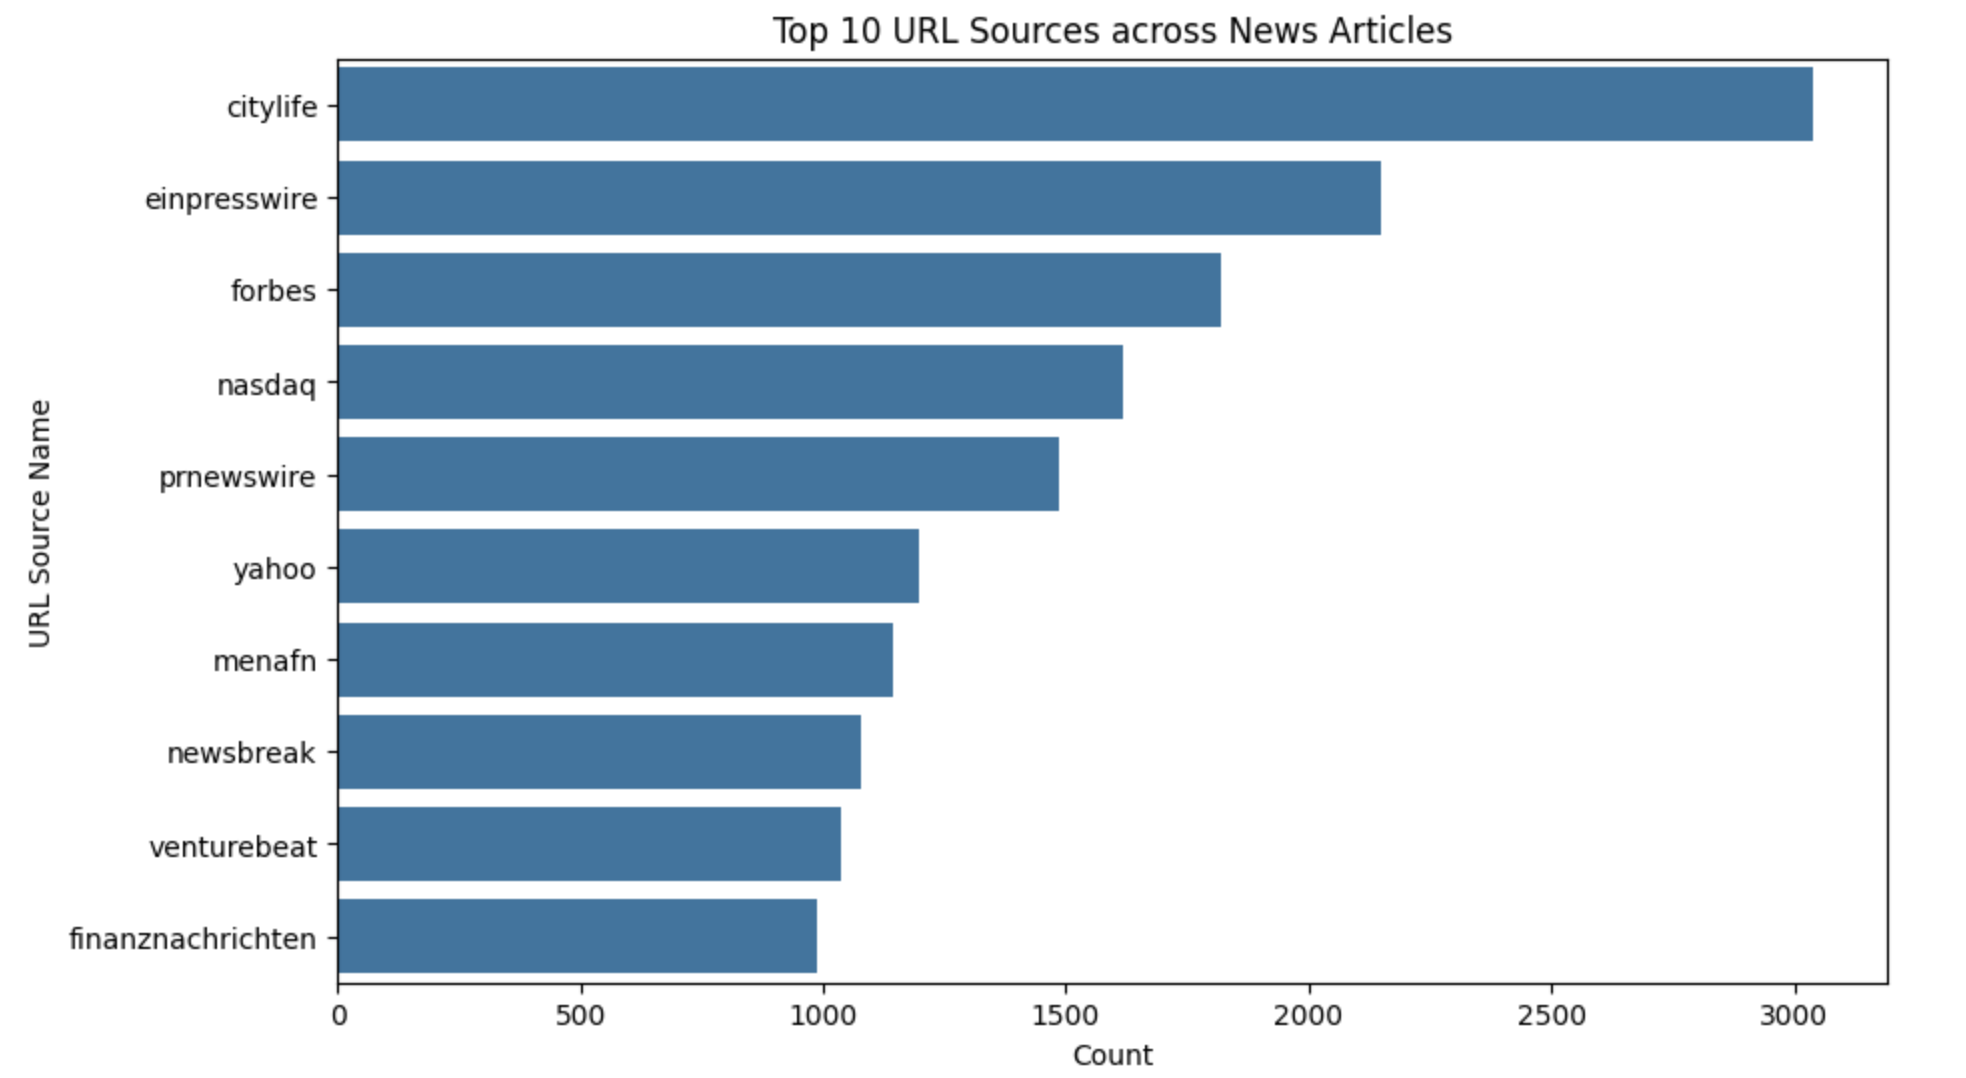 Top 10 URL Sources across News Articles
URL Source Name
citylife
einpresswire
forbes
nasdaq
prnewswire
yahoo
menafn
newsbreak
venturebeat
finanznachrichten
0 500 1000 1500 2000 2500 3000
Count